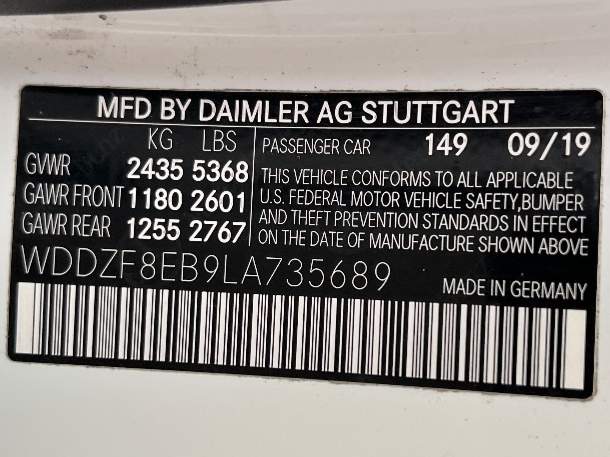 MFD BY DAIMLER AG STUTTGART
KG LBS
GVWR 2435 5368
GAWR FRONT 1180 2601
GAWR REAR 1255 2767
PASSENGER CAR 149 09/19
THIS VEHICLE CONFORMS TO ALL APPLICABLE
U.S. FEDERAL MOTOR VEHICLE SAFETY,BUMPER
AND THEFT PREVENTION STANDARDS IN EFFECT
ON THE DATE OF MANUFACTURE SHOWN ABOVE
WDDZF8EB9LA735689
MADE IN GERMANY